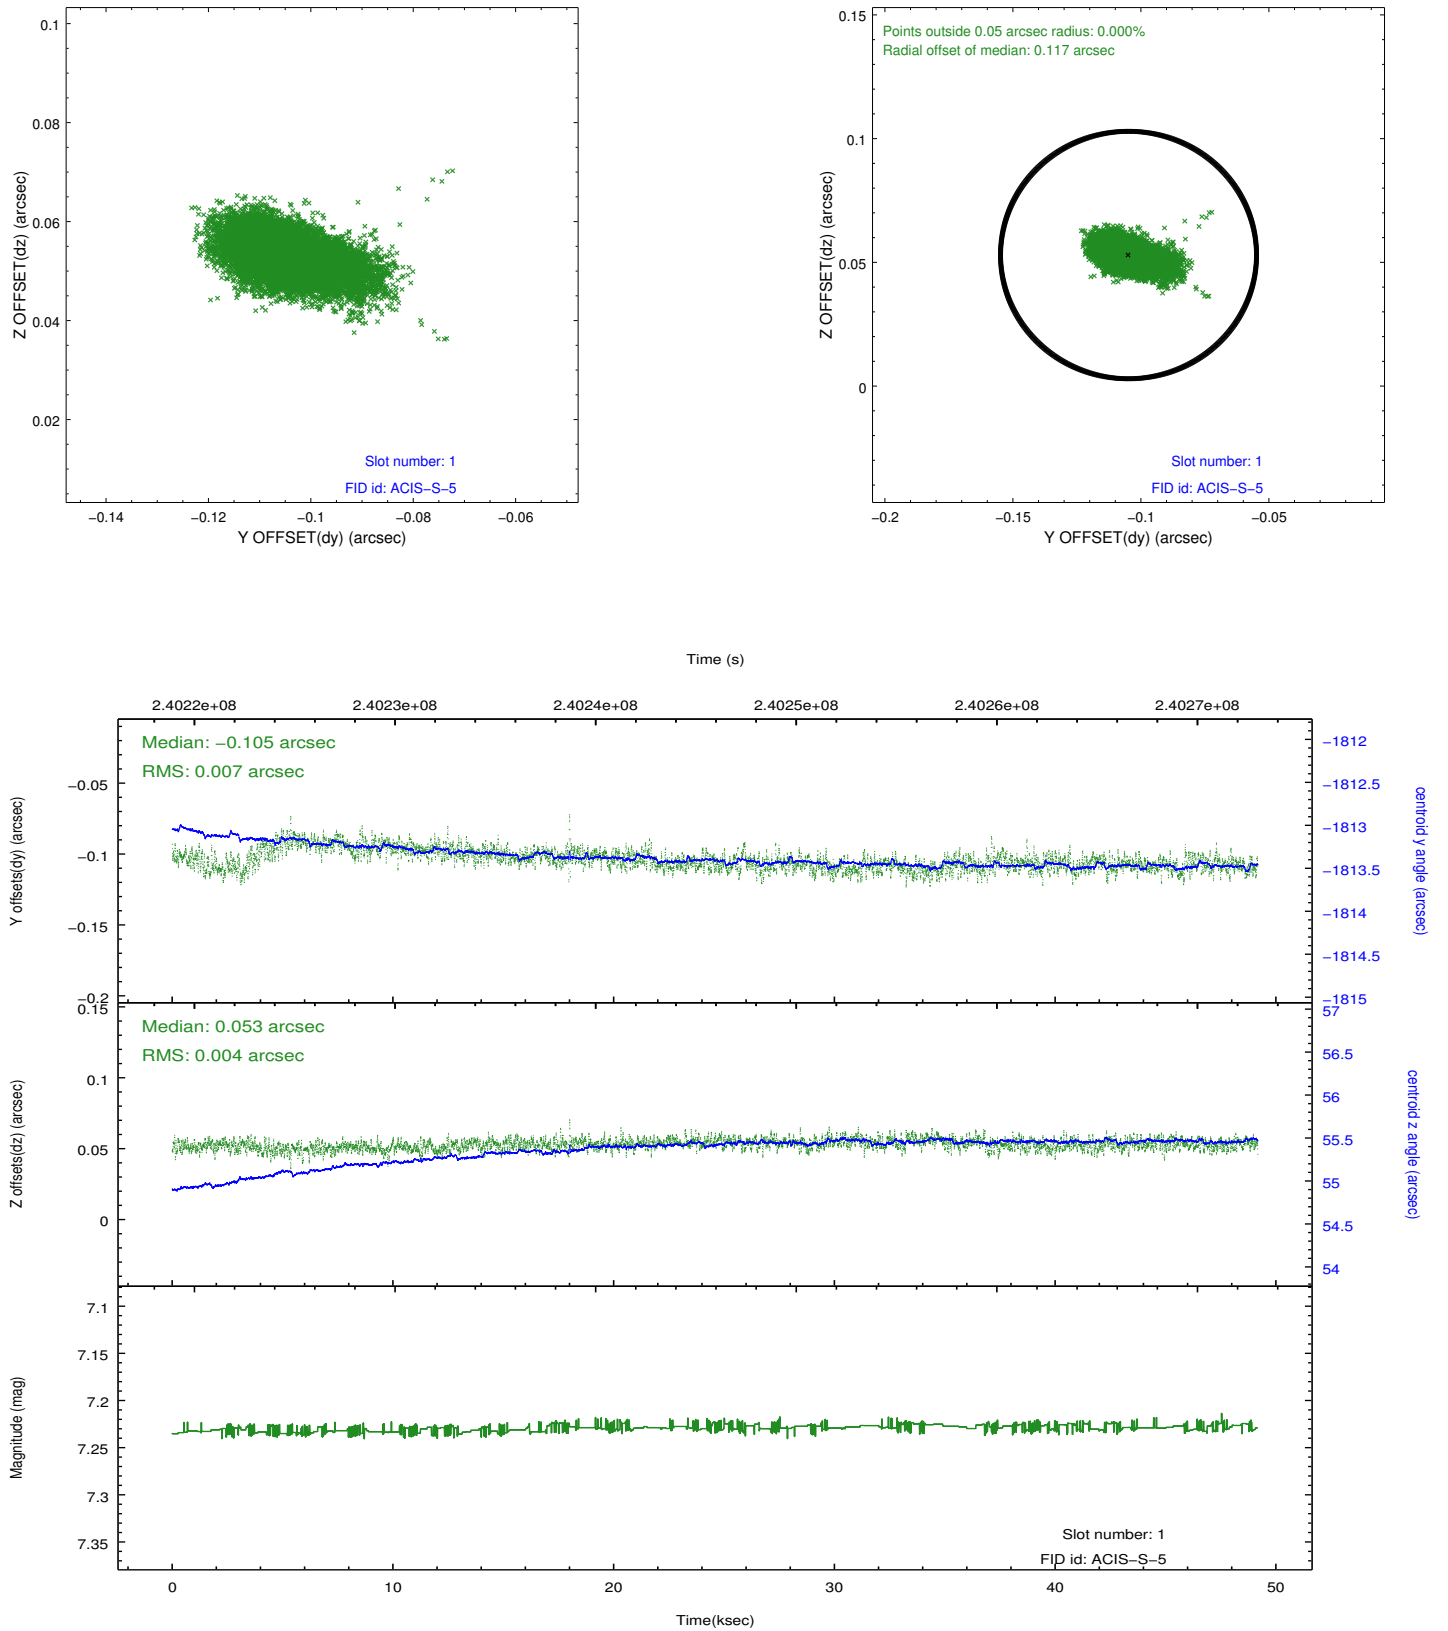 0.1
0.08
0.06
0.04
0.02
Z OFFSET(dz) (arcsec)
Slot number: 1
FID id: ACIS−S−5
−0.14 −0.12 −0.1 −0.08 −0.06
Y OFFSET(dy) (arcsec)
0.15
0.1
0.05
0
Z OFFSET(dz) (arcsec)
Points outside 0.05 arcsec radius: 0.000%
Radial offset of median: 0.117 arcsec
Slot number: 1
FID id: ACIS−S−5
−0.2 −0.15 −0.1 −0.05
Y OFFSET(dy) (arcsec)
Time (s)
2.4022e+08 2.4023e+08 2.4024e+08 2.4025e+08 2.4026e+08 2.4027e+08
Median: −0.105 arcsec
RMS: 0.007 arcsec
−0.05
−0.1
−0.15
−0.2
Y offsets(dy) (arcsec)
−1812
−1812.5
−1813
−1813.5
−1814
−1814.5
−1815
centroid y angle (arcsec)
Median: 0.053 arcsec
RMS: 0.004 arcsec
0.15
0.1
0.05
0
Z offsets(dz) (arcsec)
57
56.5
56
55.5
55
54.5
54
centroid z angle (arcsec)
7.1
7.15
7.2
7.25
7.3
7.35
Magnitude (mag)
Slot number: 1
FID id: ACIS−S−5
0 10 20 30 40 50
Time(ksec)